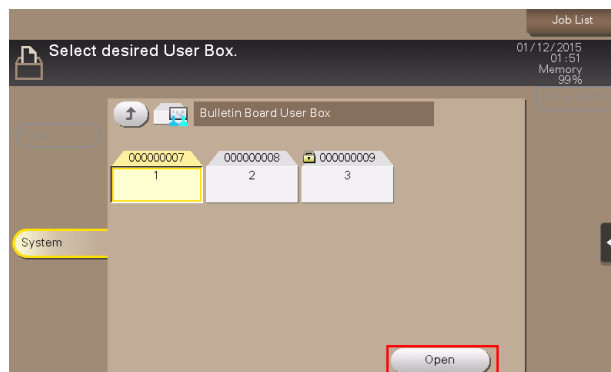 Job List
Select desired User Box.
01/12/2015
01:51
Memory
99%
Bulletin Board User Box
000000007
000000008
000000009
1
2
3
System
Open